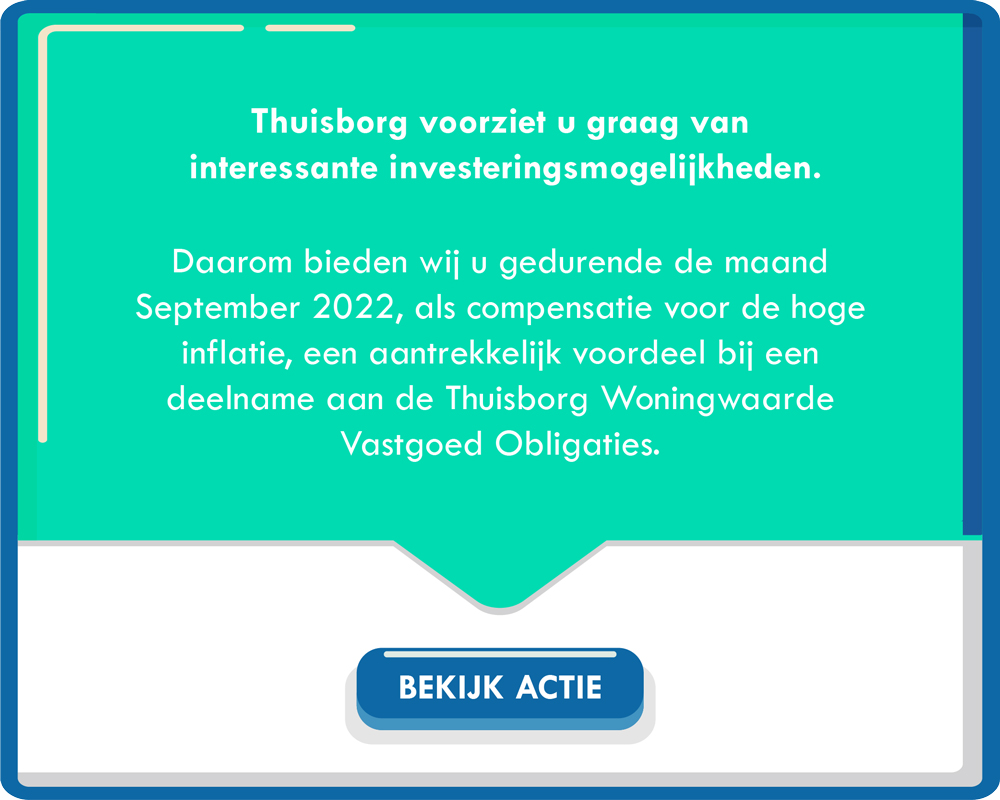 Thuisborg voorziet u graag van
interessante investeringsmogelijkheden.
Daarom bieden wij u gedurende de maand
September 2022, als compensatie voor de hoge
inflatie, een aantrekkelijk voordeel bij een
deelname aan de Thuisborg Woningwaarde
Vastgoed Obligaties.
BEKIJK ACTIE